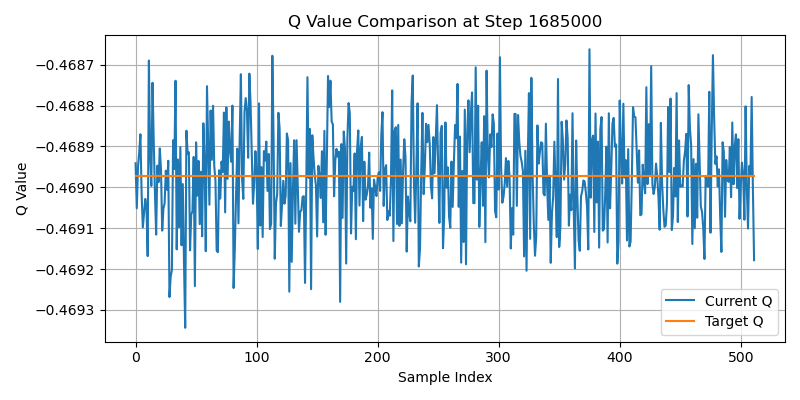 Q Value Comparison at Step 1685000
Q Value
−0.4687
−0.4688
−0.4689
−0.4690
−0.4691
−0.4692
−0.4693
0
100
200
300
400
500
Sample Index
Current Q
Target Q